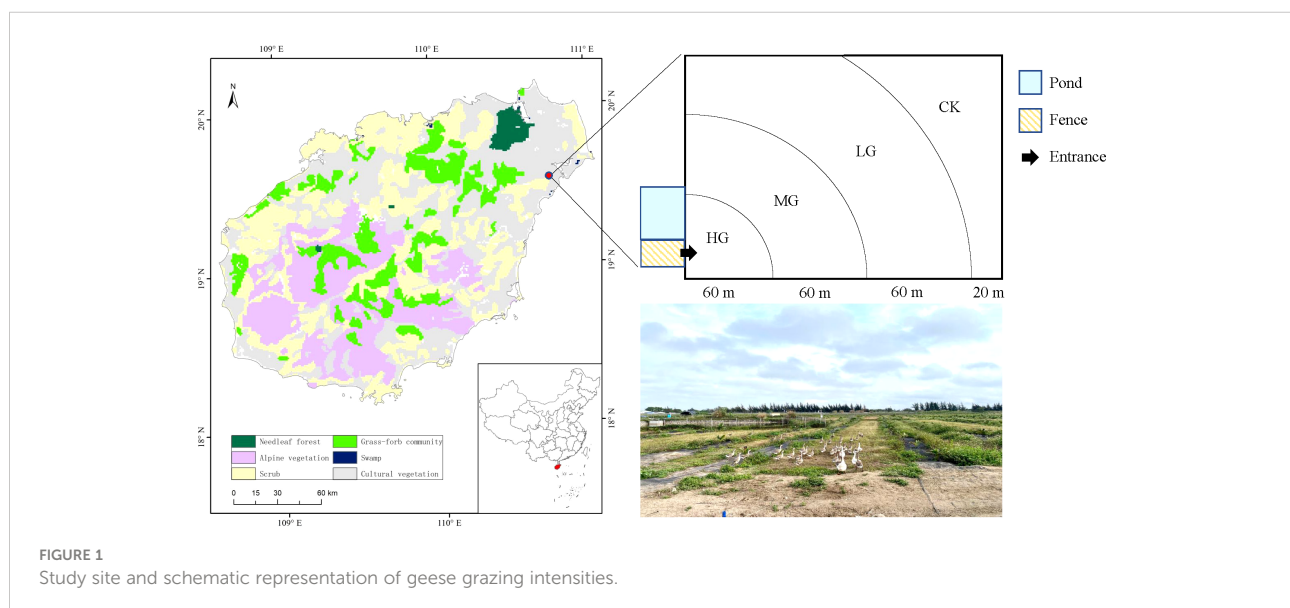 109° E
110° E
111° E
N
20° N
20° N
19° N
19° N
18° N
18° N
Needleaf forest
Grass-forb community
Alpine vegetation
Swamp
Scrub
Cultural vegetation
0 15 30 60 km
109° E
110° E
CK
LG
MG
HG
60 m
60 m
60 m
20 m
Pond
Fence
Entrance
FIGURE 1
Study site and schematic representation of geese grazing intensities.